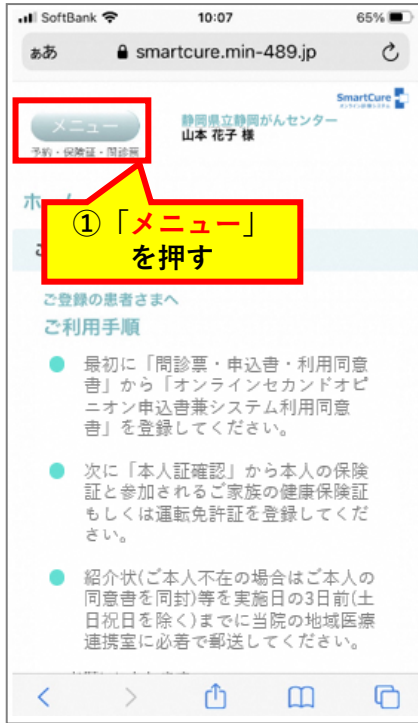 SoftBank 10:07 65%
ああ smartcure.min-489.jp
SmartCure
メニュー
静岡県立静岡がんセンター
山本 花子 様
予約・保険証・問診票
①「メニュー」
を押す
ご登録の患者さまへ
ご利用手順
最初に「問診票・申込書・利用同意
書」から「オンラインセカンドオピ
ニオン申込書兼システム利用同意
書」を登録してください。
次に「本人証確認」から本人の保険
証と参加されるご家族の健康保険証
もしくは運転免許証を登録してくだ
さい。
紹介状(ご本人不在の場合はご本人の
同意書を同封)等を実施日の3日前(土
日祝日を除く)までに当院の地域医療
連携室に必着で郵送してください。